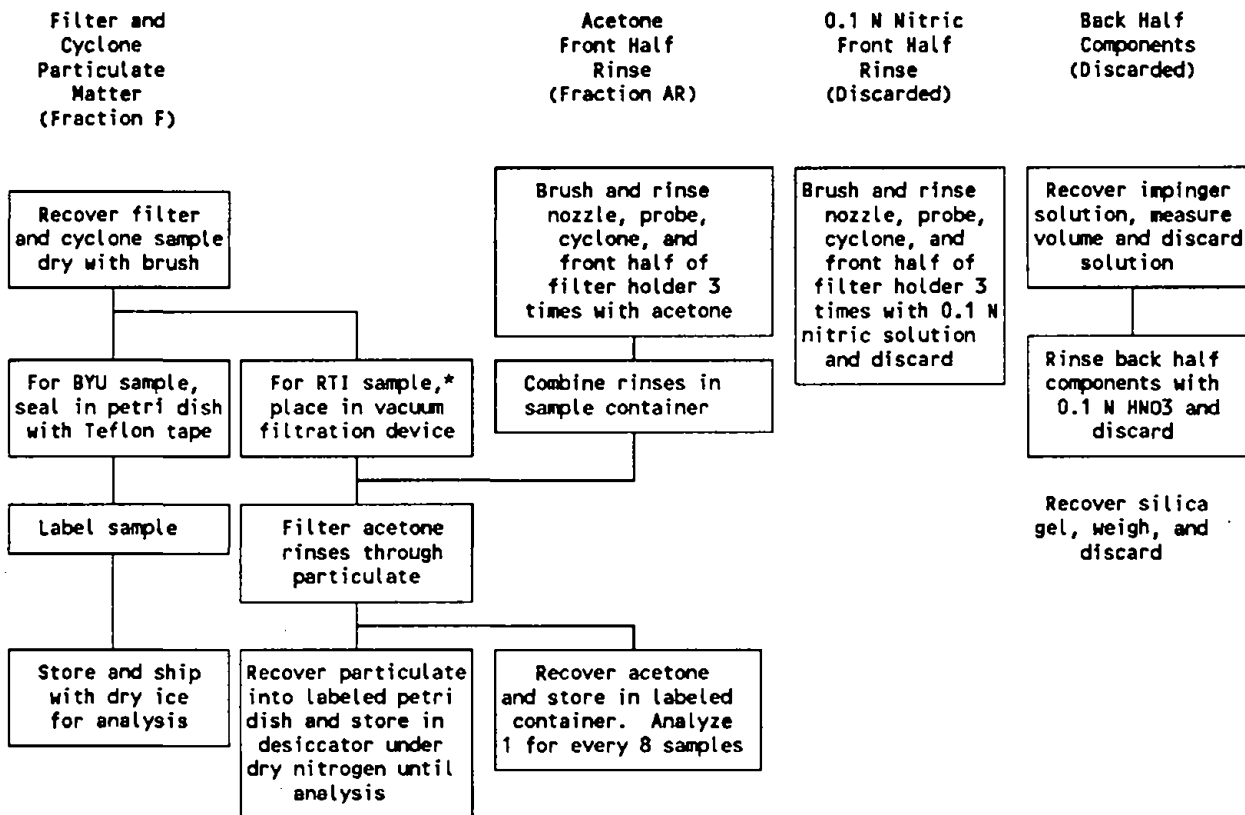 Filter and
Cyclone
Particulate
Matter
(Fraction F)
Acetone
Front Half
Rinse
(Fraction AR)
0.1 N Nitric
Front Half
Rinse
(Discarded)
Back Half
Components
(Discarded)
Recover filter
and cyclone sample
dry with brush
Brush and rinse
nozzle, probe,
cyclone, and
front half of
filter holder 3
times with acetone
Brush and rinse
nozzle, probe,
cyclone, and
front half of
filter holder 3
times with 0.1 N
nitric solution
and discard
Recover impinger
solution, measure
volume and discard
solution
For BYU sample,
seal in petri dish
with Teflon tape
For RTI sample,*
place in vacuum
filtration device
Combine rinses in
sample container
Rinse back half
components with
0.1 N HNO3 and
discard
Label sample
Filter acetone
rinses through
particulate
Recover silica
gel, weigh, and
discard
Store and ship
with dry ice
for analysis
Recover particulate
into labeled petri
dish and store in
desiccator under
dry nitrogen until
analysis
Recover acetone
and store in labeled
container. Analyze
1 for every 8 samples